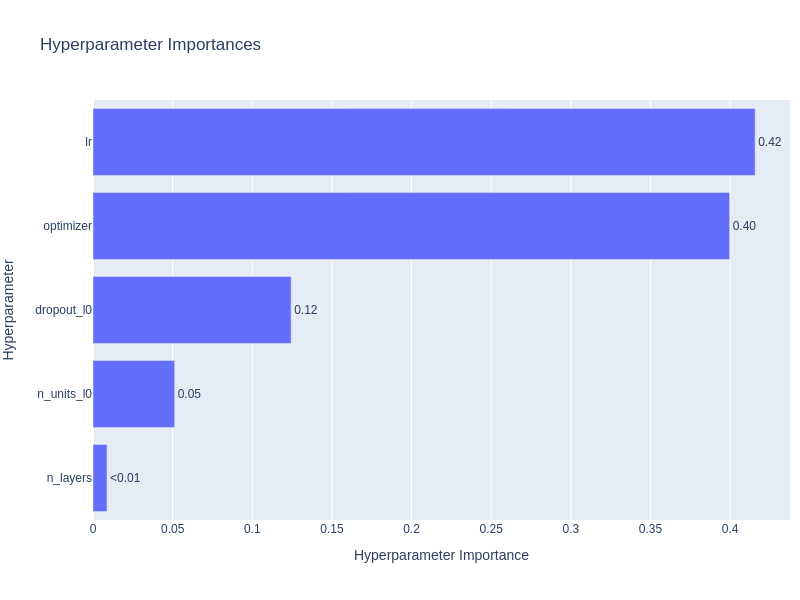 Hyperparameter Importances
lr
0.42
optimizer
0.40
dropout_l0
0.12
n_units_l0
0.05
n_layers
<0.01
0
0.05
0.1
0.15
0.2
0.25
0.3
0.35
0.4
Hyperparameter Importance
Hyperparameter